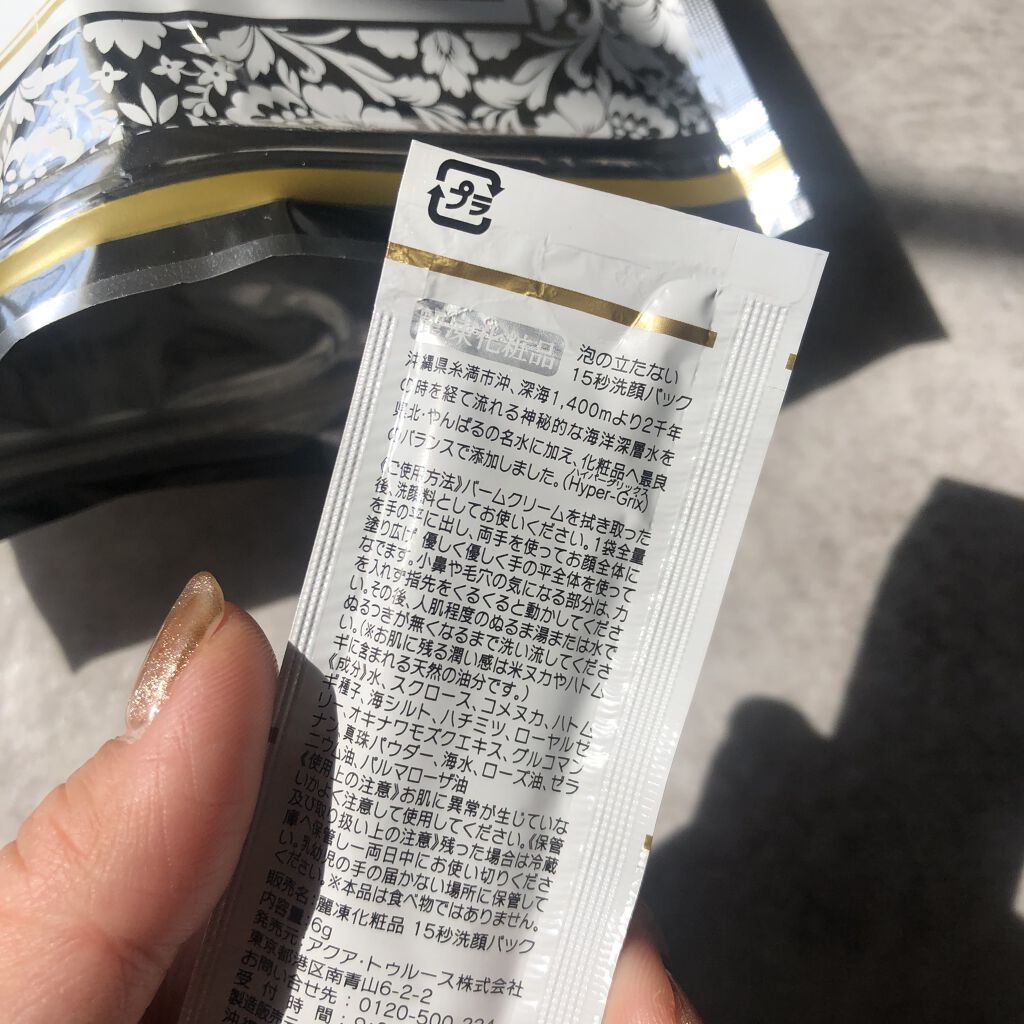 プラ
麗凍化粧品
泡の立たない
15秒洗顔パック
沖縄県糸満市沖、深海1,400mより2千年
の時を経て流れる神秘的な海洋深層水を
県北・やんばるの名水に加え、化粧品へ最良
のバランスで添加しました。(Hyper-Grix)
ハイパーグリックス
《ご使用方法》バームクリームを拭き取った
後、洗顔料としてお使いください。1袋全量
を手の平に出し、両手を使ってお顔全体に
塗り広げ、優しく優しく手の平全体を使って
なでます。小鼻や毛穴の気になる部分は、力
を入れず指先をくるくると動かしてくださ
い。その後、人肌程度のぬるま湯または水で
ぬるつきが無くなるまで洗い流してくださ
い。(※お肌に残る潤い感は米ヌカやハトム
ギに含まれる天然の油分です。)
《成分》水、スクロース、コメヌカ、ハトム
ギ種子、海シルト、ハチミツ、ローヤルゼ
リー、オキナワモズクエキス、グルコマン
ナン、真珠パウダー、海水、ローズ油、ゼラ
ニウム油、パルマローザ油
《使用上の注意》お肌に異常が生じていな
いかよく注意して使用してください。《保管
及び取り扱い上の注意》残った場合は冷蔵
庫へ保管し一両日中にお使い切りくださ
い。乳幼児の手の届かない場所に保管して
ください。※本品は食べ物ではありません。
販売名:麗凍化粧品 15秒洗顔パック
内容量:6g
発売元:アクア・トゥルース株式会社
東京都港区南青山6-2-2
お問い合せ先:0120-500
受付時間:
製造販売元
沖縄